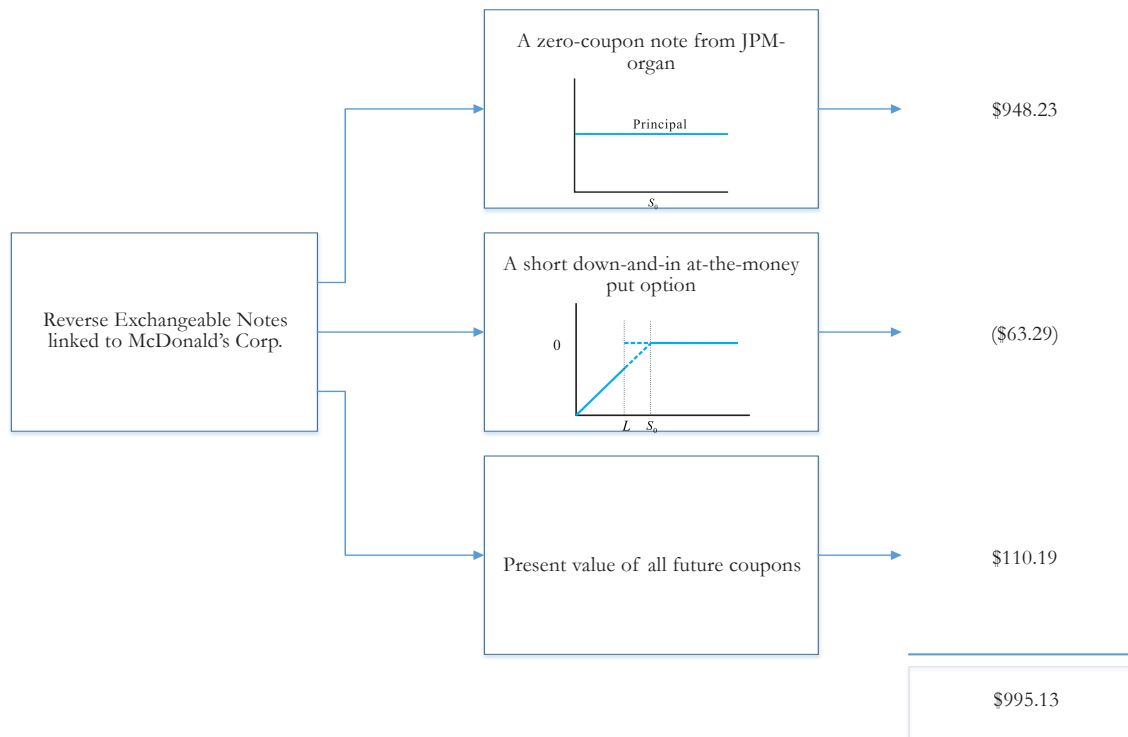 A zero-coupon note from JPM-
organ
Principal
S₀
$948.23
Reverse Exchangeable Notes
linked to McDonald's Corp.
A short down-and-in at-the-money
put option
0
L S₀
($63.29)
Present value of all future coupons
$110.19
$995.13